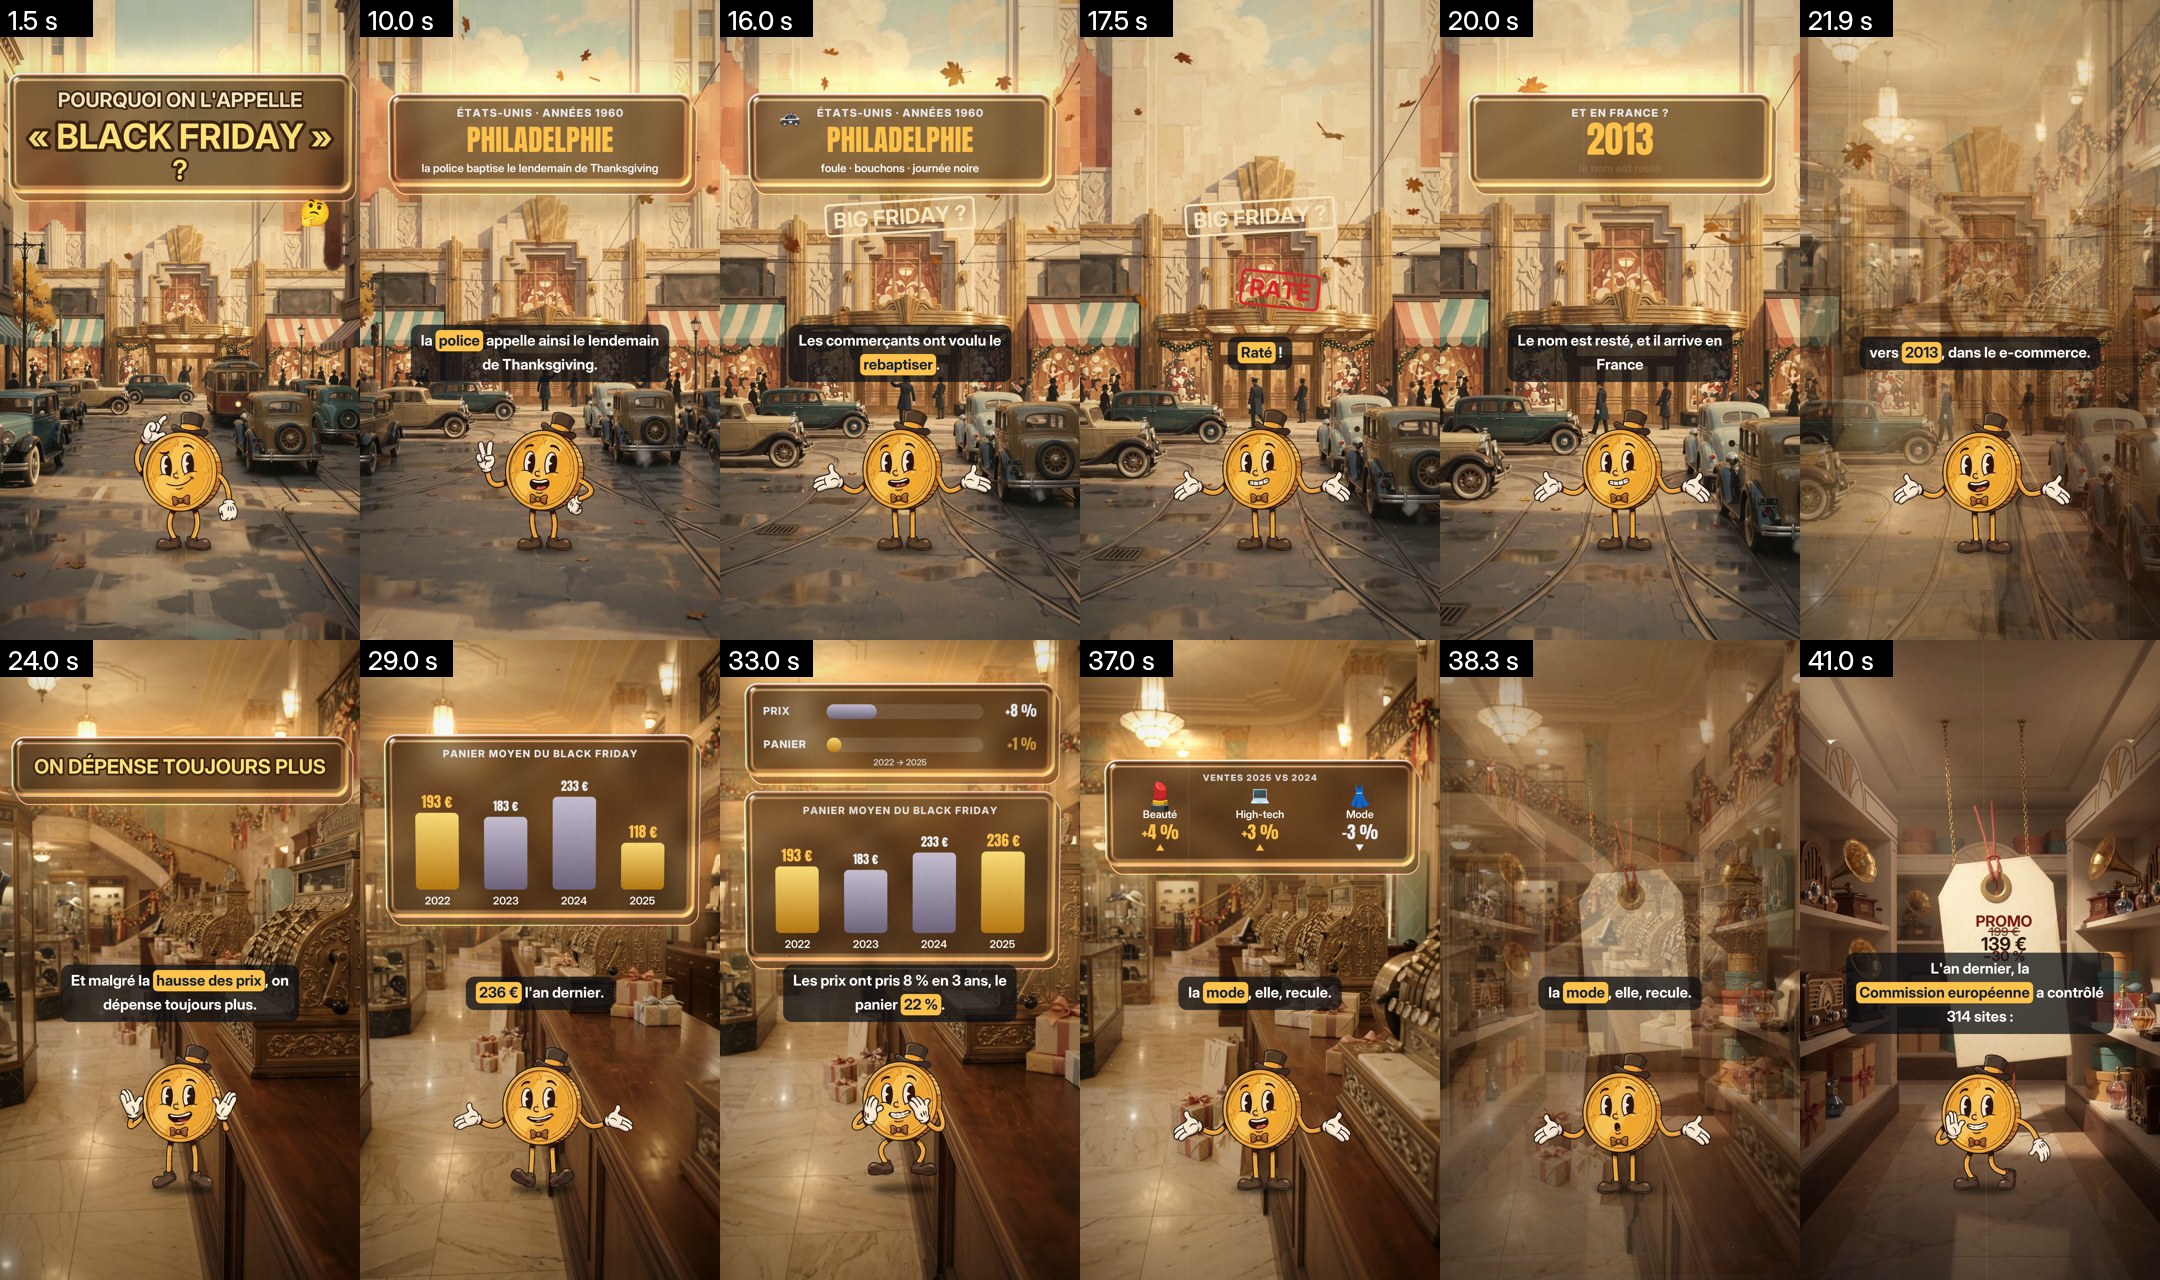 1.5 s
POURQUOI ON L'APPELLE
« BLACK FRIDAY »
?
10.0 s
ÉTATS-UNIS · ANNÉES 1960
PHILADELPHIE
la police baptise le lendemain de Thanksgiving
la police appelle ainsi le lendemain
de Thanksgiving.
16.0 s
ÉTATS-UNIS · ANNÉES 1960
PHILADELPHIE
foule · bouchons · journée noire
BIG FRIDAY ?
Les commerçants ont voulu le
rebaptiser.
17.5 s
BIG FRIDAY ?
RATÉ
Raté !
20.0 s
ET EN FRANCE ?
2013
le nom est resté
Le nom est resté, et il arrive en
France
21.9 s
vers 2013, dans le e-commerce.
24.0 s
ON DÉPENSE TOUJOURS PLUS
Et malgré la hausse des prix, on
dépense toujours plus.
29.0 s
PANIER MOYEN DU BLACK FRIDAY
193 € 183 € 233 € 118 €
2022 2023 2024 2025
236 € l'an dernier.
33.0 s
PRIX +8 %
PANIER +1 %
2022 → 2025
PANIER MOYEN DU BLACK FRIDAY
193 € 183 € 233 € 236 €
2022 2023 2024 2025
Les prix ont pris 8 % en 3 ans, le
panier 22 %.
37.0 s
VENTES 2025 VS 2024
Beauté High-tech Mode
+4 % +3 % -3 %
la mode, elle, recule.
38.3 s
la mode, elle, recule.
41.0 s
PROMO
199 €
139 €
−30 %
L'an dernier, la
Commission européenne a contrôlé
314 sites :